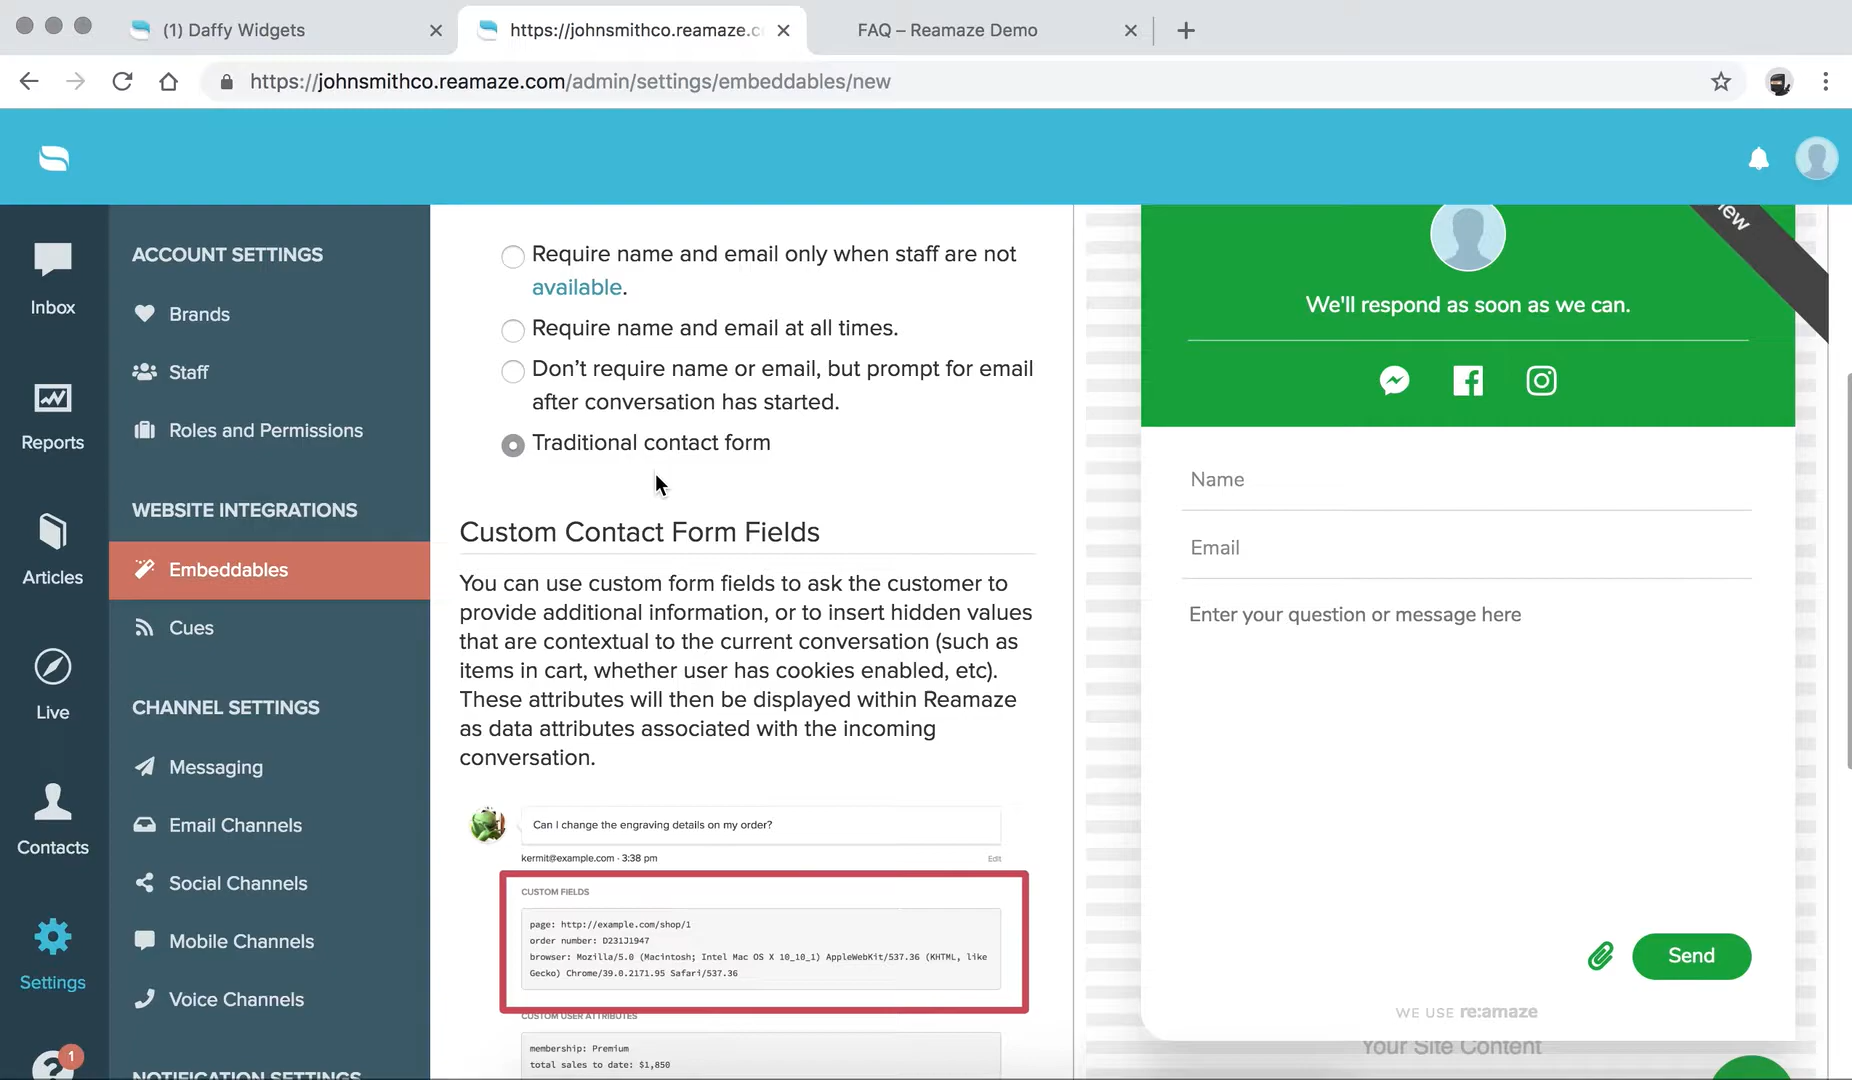 (1) Daffy Widgets
https://johnsmithco.reamaze.c
FAQ – Reamaze Demo
https://johnsmithco.reamaze.com/admin/settings/embeddables/new
Inbox
Reports
Articles
Live
Contacts
Settings
1
ACCOUNT SETTINGS
Brands
Staff
Roles and Permissions
WEBSITE INTEGRATIONS
Embeddables
Cues
CHANNEL SETTINGS
Messaging
Email Channels
Social Channels
Mobile Channels
Voice Channels
NOTIFICATION SETTINGS
Require name and email only when staff are not
available.
Require name and email at all times.
Don’t require name or email, but prompt for email
after conversation has started.
Traditional contact form
Custom Contact Form Fields
You can use custom form fields to ask the customer to
provide additional information, or to insert hidden values
that are contextual to the current conversation (such as
items in cart, whether user has cookies enabled, etc).
These attributes will then be displayed within Reamaze
as data attributes associated with the incoming
conversation.
Can I change the engraving details on my order?
kermit@example.com · 3:38 pm
Edit
CUSTOM FIELDS
page: http://example.com/shop/1
order number: D231J1947
browser: Mozilla/5.0 (Macintosh; Intel Mac OS X 10_10_1) AppleWebKit/537.36 (KHTML, like
Gecko) Chrome/39.0.2171.95 Safari/537.36
CUSTOM USER ATTRIBUTES
membership: Premium
total sales to date: $1,850
We'll respond as soon as we can.
Name
Email
Enter your question or message here
Send
WE USE re:amaze
Your Site Content